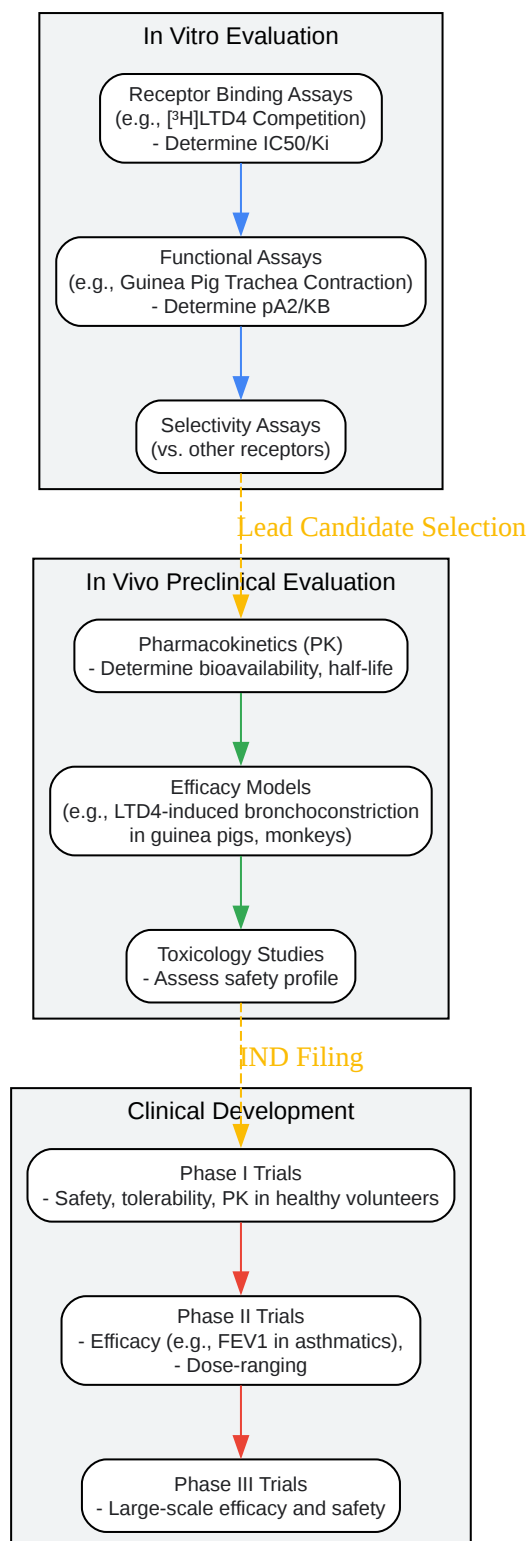 In Vitro Evaluation
Receptor Binding Assays
(e.g., [³H]LTD4 Competition)
- Determine IC50/Ki
Functional Assays
(e.g., Guinea Pig Trachea Contraction)
- Determine pA2/KB
Selectivity Assays
(vs. other receptors)
Lead Candidate Selection
In Vivo Preclinical Evaluation
Pharmacokinetics (PK)
- Determine bioavailability, half-life
Efficacy Models
(e.g., LTD4-induced bronchoconstriction
in guinea pigs, monkeys)
Toxicology Studies
- Assess safety profile
IND Filing
Clinical Development
Phase I Trials
- Safety, tolerability, PK in healthy volunteers
Phase II Trials
- Efficacy (e.g., FEV1 in asthmatics),
- Dose-ranging
Phase III Trials
- Large-scale efficacy and safety